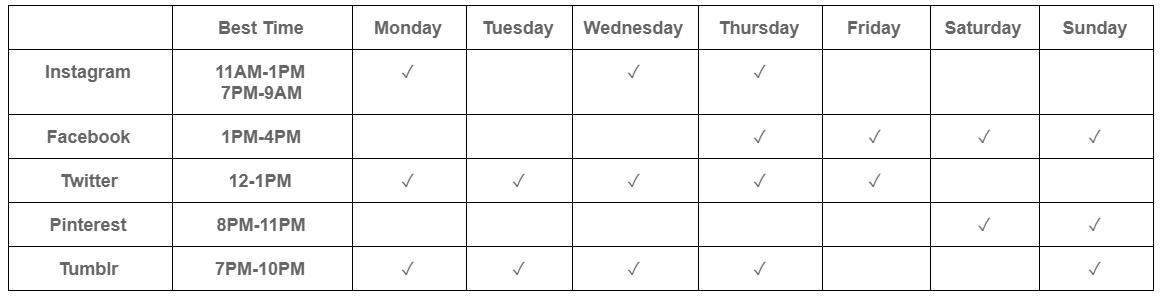 Best Time Monday Tuesday Wednesday Thursday Friday Saturday Sunday
Instagram 11AM-1PM ✓ ✓ ✓
7PM-9AM
Facebook 1PM-4PM ✓ ✓ ✓ ✓
Twitter 12-1PM ✓ ✓ ✓ ✓ ✓
Pinterest 8PM-11PM ✓ ✓
Tumblr 7PM-10PM ✓ ✓ ✓ ✓ ✓